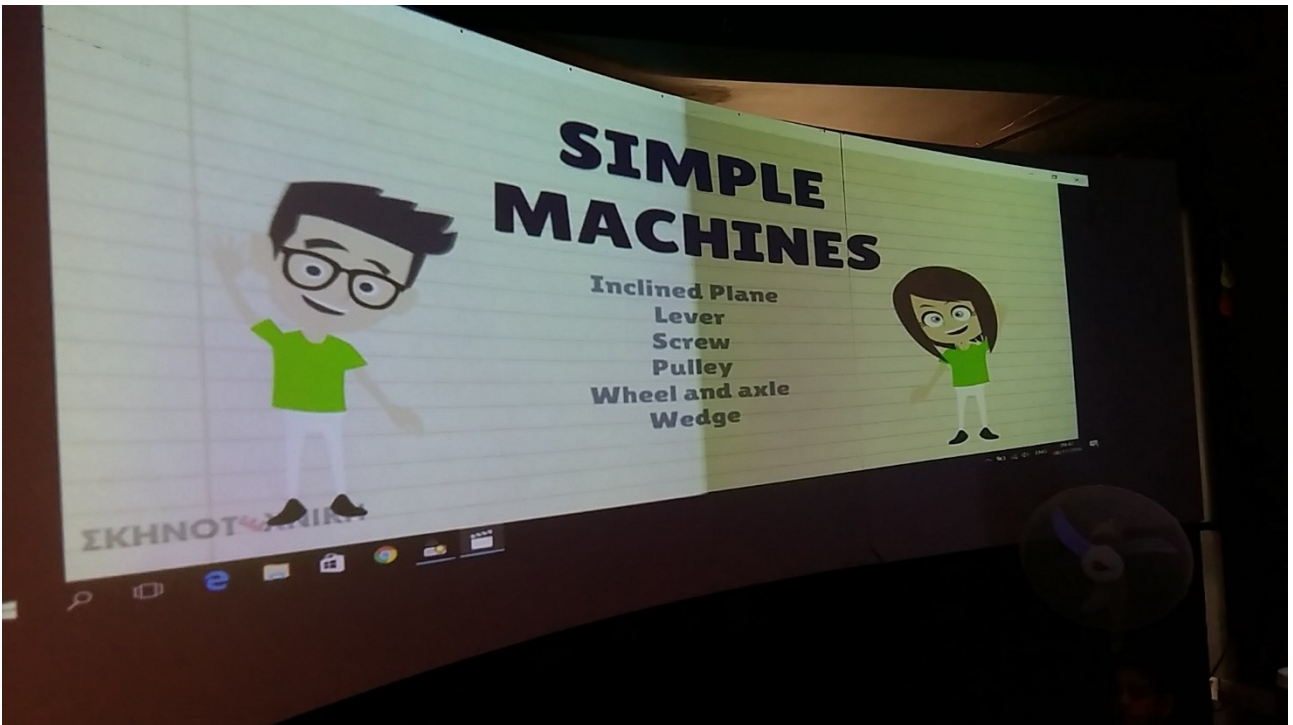 SIMPLE
MACHINES
Inclined Plane
Lever
Screw
Pulley
Wheel and axle
Wedge